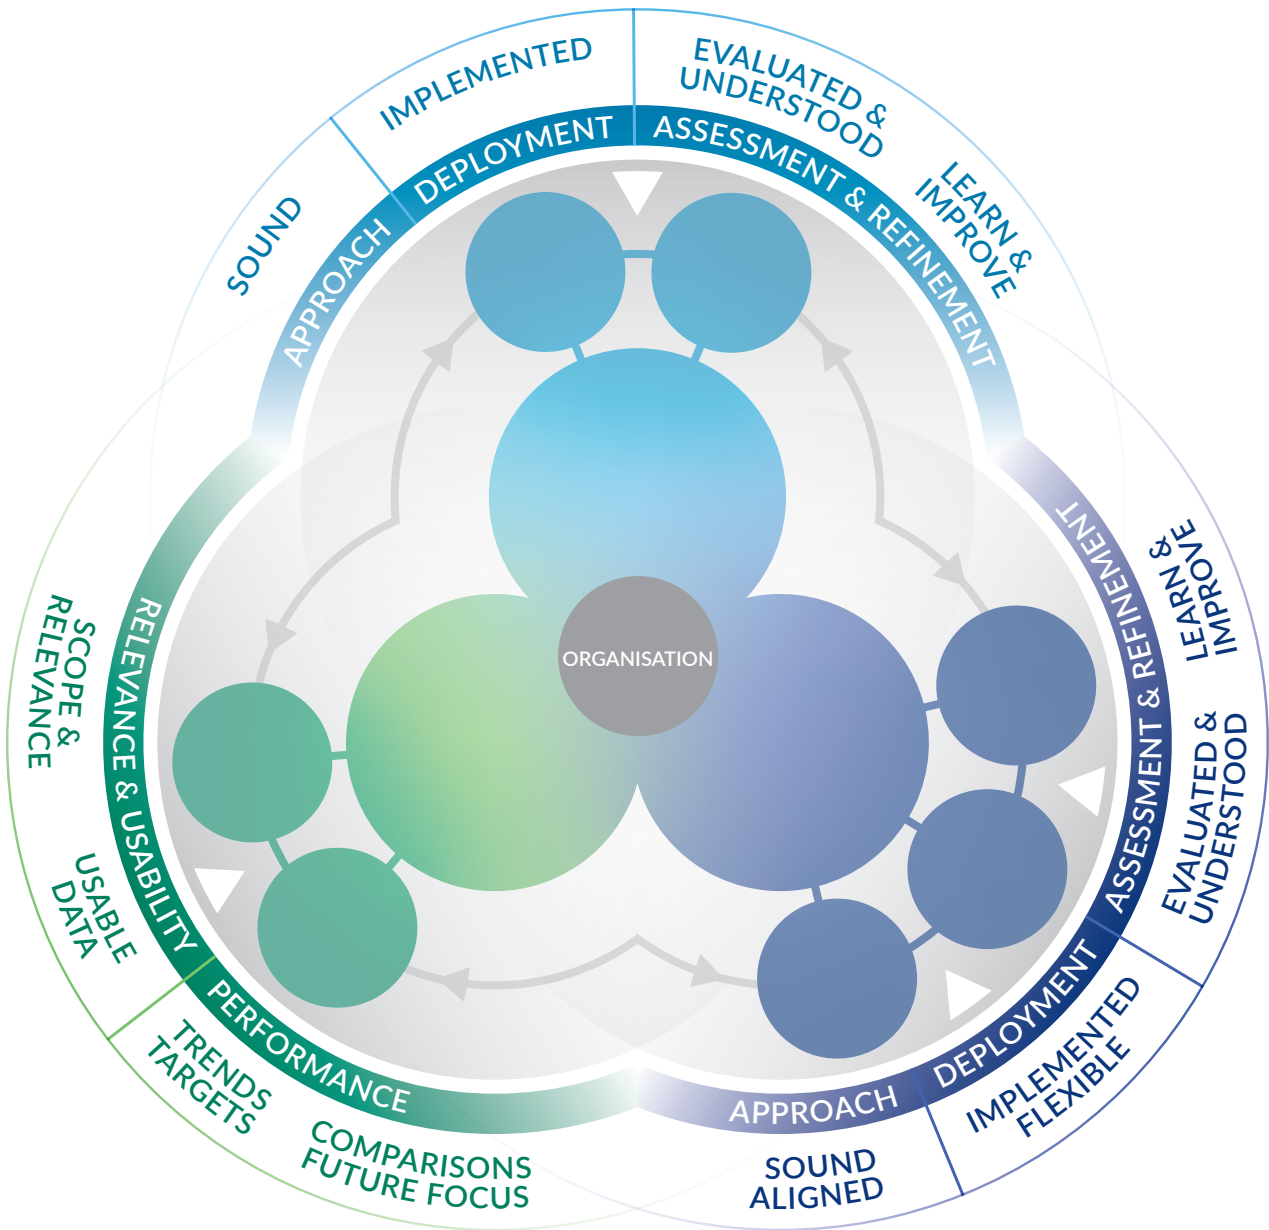 SOUND
IMPLEMENTED
EVALUATED &
UNDERSTOOD
LEARN &
IMPROVE
APPROACH
DEPLOYMENT
ASSESSMENT & REFINEMENT
ORGANISATION
LEARN &
IMPROVE
EVALUATED &
UNDERSTOOD
ASSESSMENT & REFINEMENT
DEPLOYMENT
IMPLEMENTED
FLEXIBLE
APPROACH
SOUND
ALIGNED
SCOPE &
RELEVANCE
USABLE
DATA
RELEVANCE & USABILITY
PERFORMANCE
TRENDS
TARGETS
COMPARISONS
FUTURE FOCUS